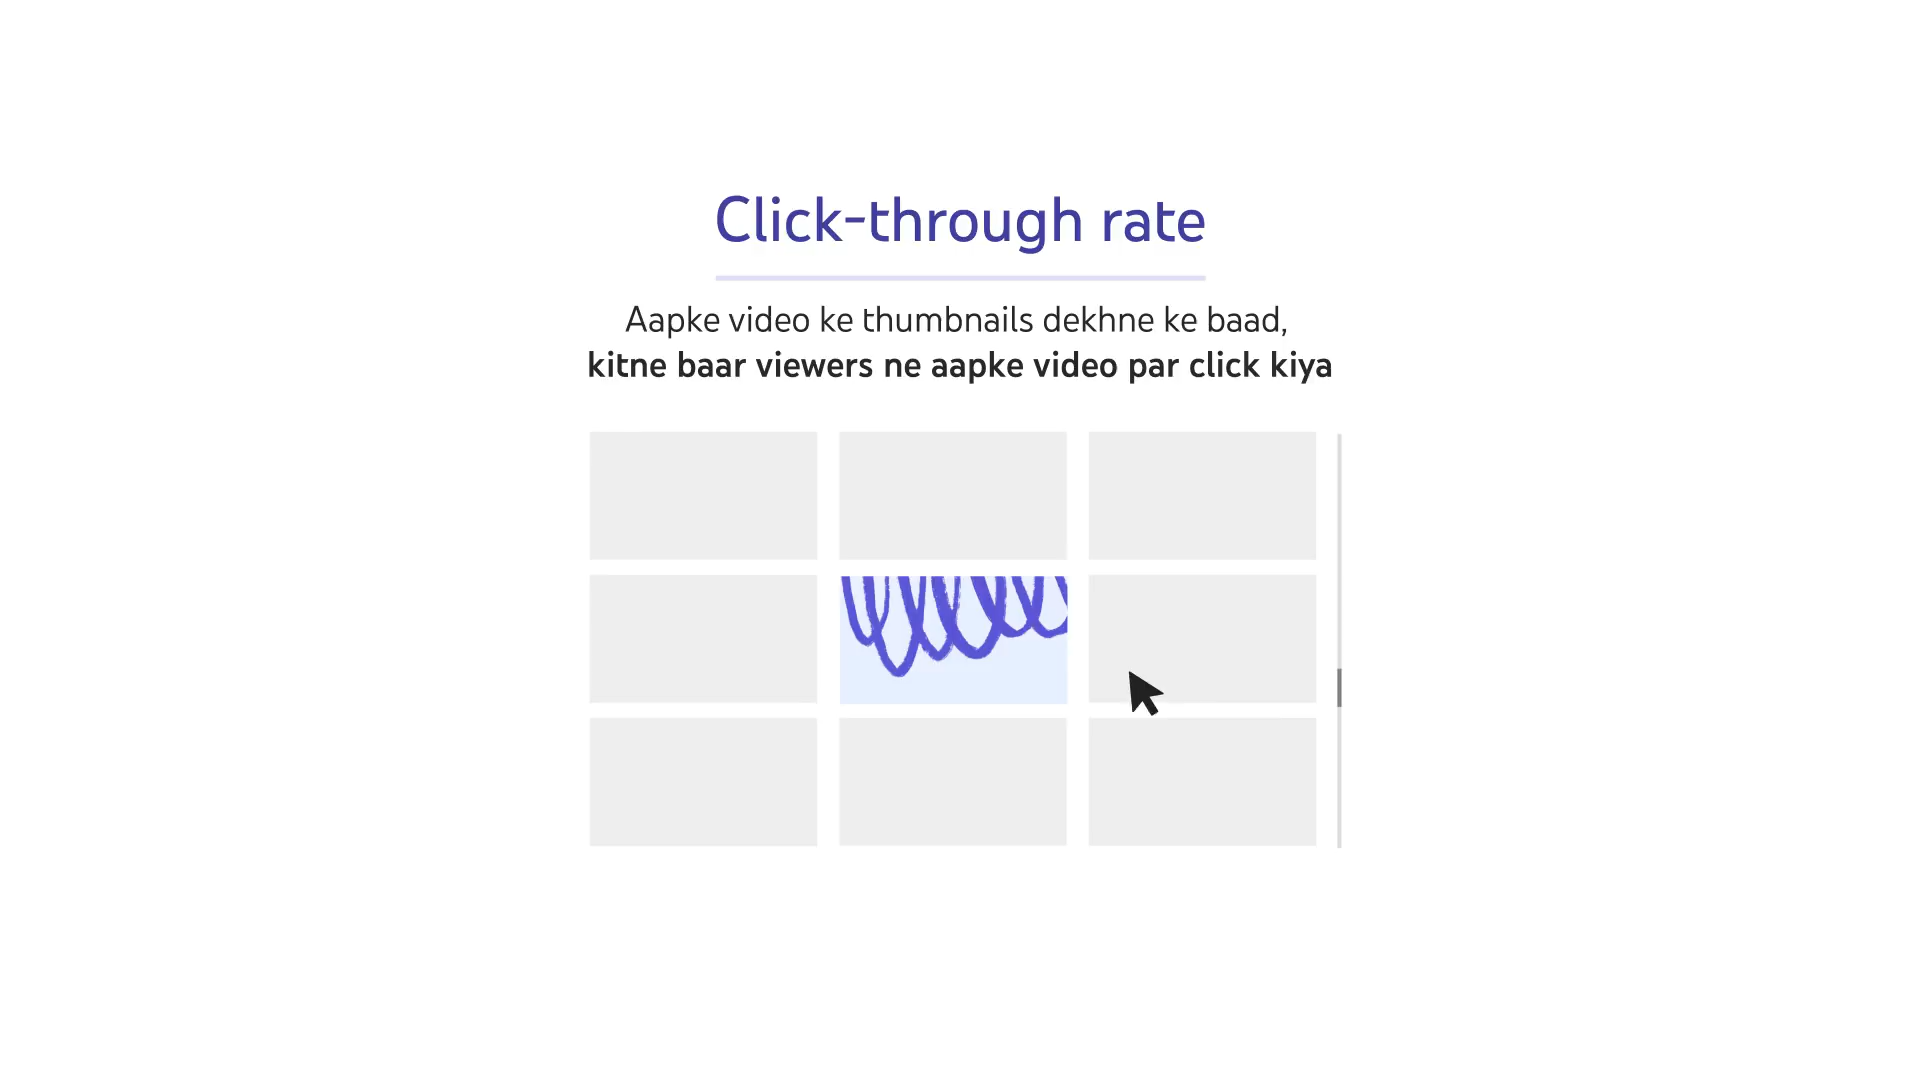 Click-through rate
Aapke video ke thumbnails dekhne ke baad,
kitne baar viewers ne aapke video par click kiya